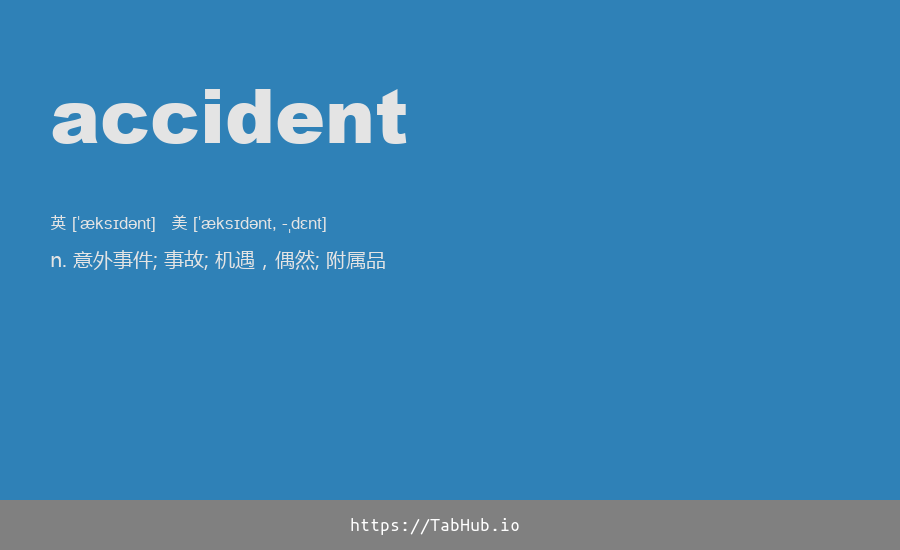 accident
英 [ˈæksɪdənt] 美 [ˈæksɪdənt, -ˌdɛnt]
n. 意外事件; 事故; 机遇，偶然; 附属品
https://TabHub.io